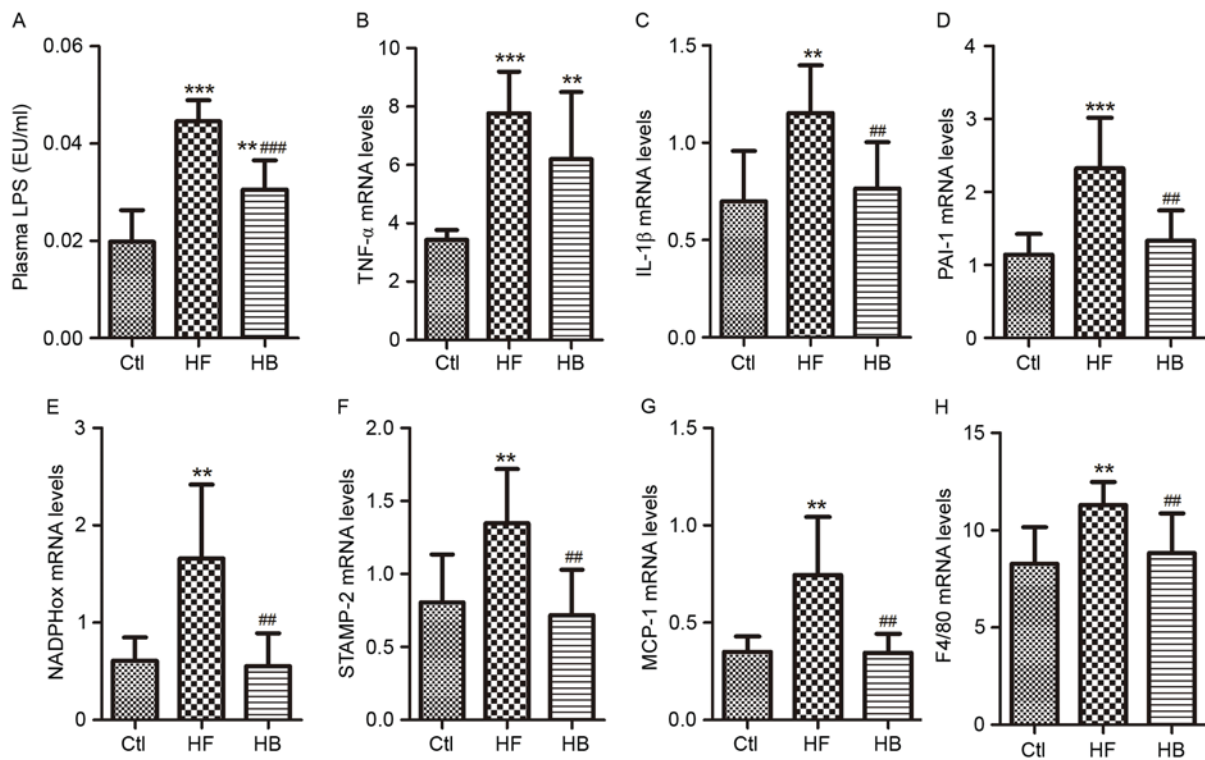 A
Plasma LPS (EU/ml)
0.06
0.04
0.02
0.00
***
** ###
Ctl HF HB
B
TNF-α mRNA levels
10
8
6
4
2
0
***
**
Ctl HF HB
C
IL-1β mRNA levels
1.5
1.0
0.5
0.0
**
##
Ctl HF HB
D
PAI-1 mRNA levels
4
3
2
1
0
***
##
Ctl HF HB
E
NADPHox mRNA levels
3
2
1
0
**
##
Ctl HF HB
F
STAMP-2 mRNA levels
2.0
1.5
1.0
0.5
0.0
**
##
Ctl HF HB
G
MCP-1 mRNA levels
1.5
1.0
0.5
0.0
**
##
Ctl HF HB
H
F4/80 mRNA levels
15
10
5
0
**
##
Ctl HF HB